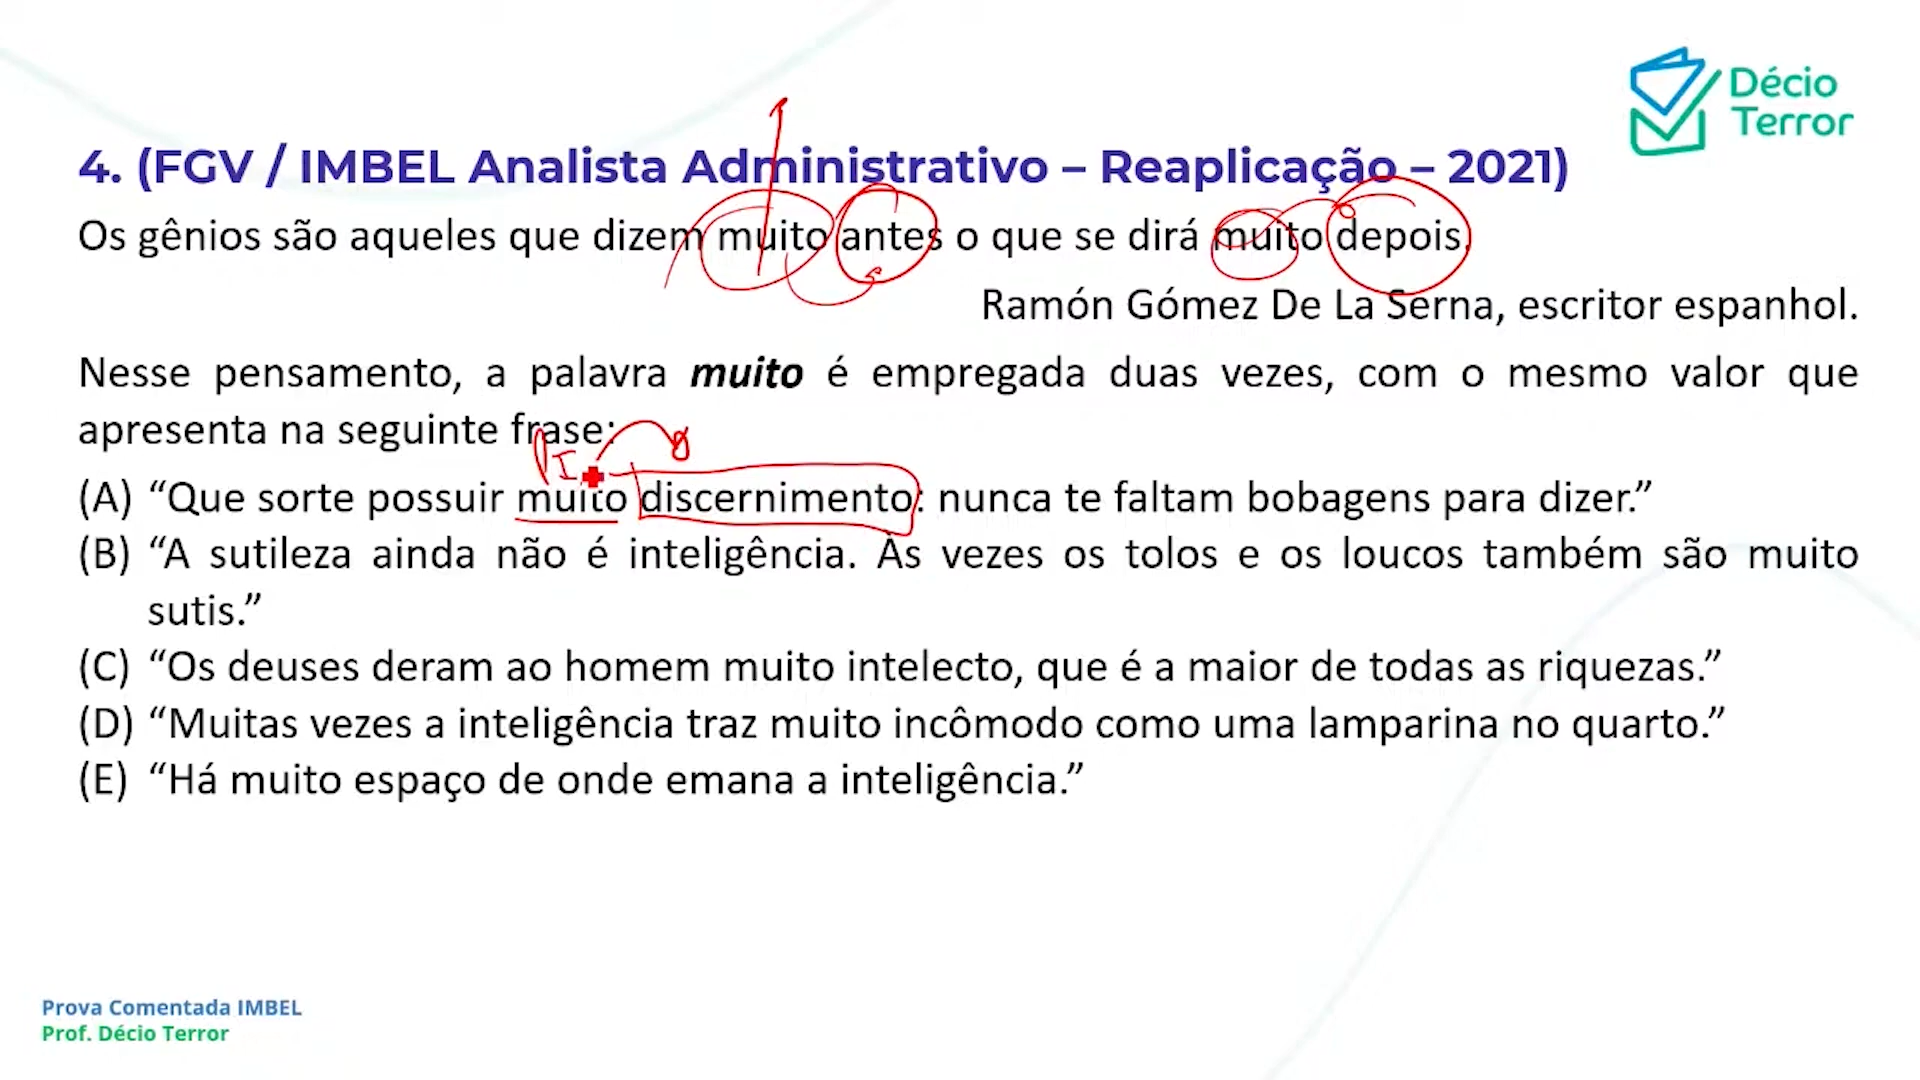 Décio
Terror
4. (FGV / IMBEL Analista Administrativo – Reaplicação – 2021)
Os gênios são aqueles que dizem muito antes o que se dirá muito depois.
Ramón Gómez De La Serna, escritor espanhol.
Nesse pensamento, a palavra muito é empregada duas vezes, com o mesmo valor que
apresenta na seguinte frase:
PI
(A) “Que sorte possuir muito discernimento: nunca te faltam bobagens para dizer.”
(B) “A sutileza ainda não é inteligência. Às vezes os tolos e os loucos também são muito
sutis.”
(C) “Os deuses deram ao homem muito intelecto, que é a maior de todas as riquezas.”
(D) “Muitas vezes a inteligência traz muito incômodo como uma lamparina no quarto.”
(E) “Há muito espaço de onde emana a inteligência.”
Prova Comentada IMBEL
Prof. Décio Terror